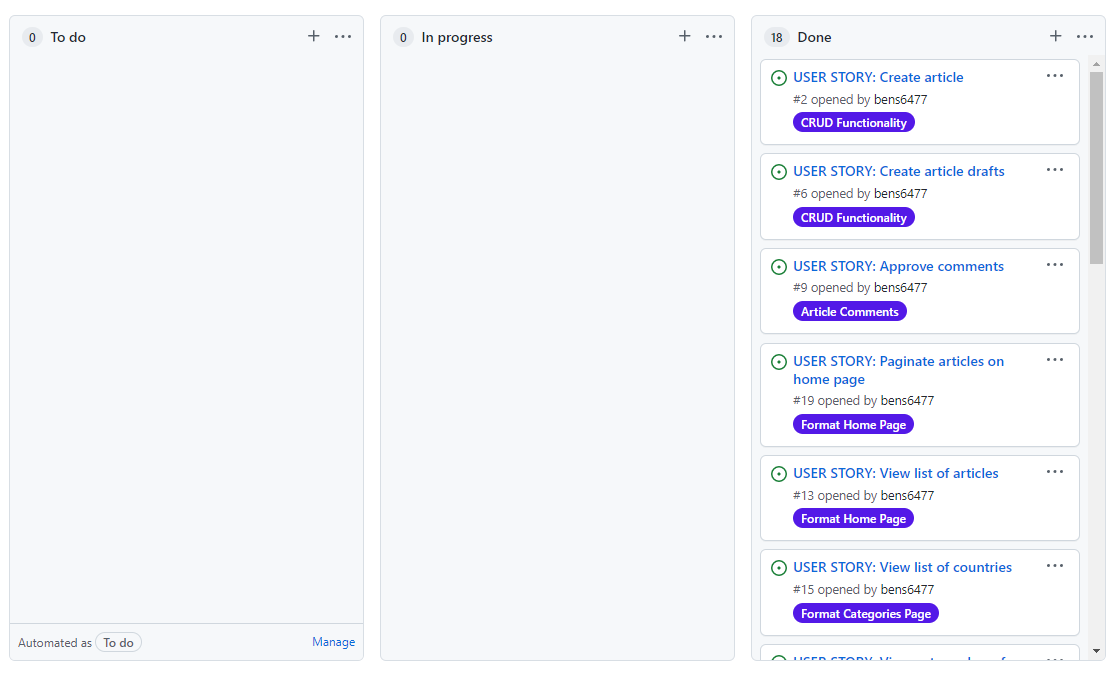 0 To do
Automated as To do Manage
0 In progress
18 Done
USER STORY: Create article
#2 opened by bens6477
CRUD Functionality
USER STORY: Create article drafts
#6 opened by bens6477
CRUD Functionality
USER STORY: Approve comments
#9 opened by bens6477
Article Comments
USER STORY: Paginate articles on
home page
#19 opened by bens6477
Format Home Page
USER STORY: View list of articles
#13 opened by bens6477
Format Home Page
USER STORY: View list of countries
#15 opened by bens6477
Format Categories Page
USER STORY: